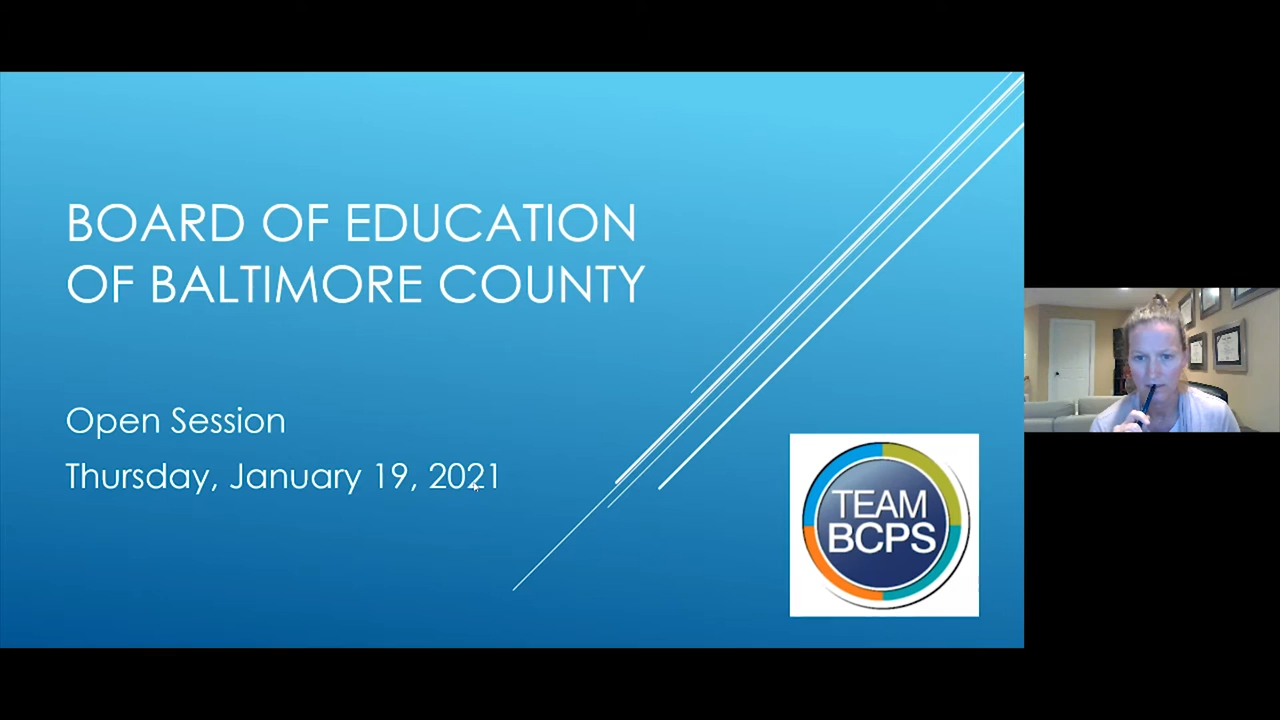 BOARD OF EDUCATION
OF BALTIMORE COUNTY
Open Session
Thursday, January 19, 2021
TEAM
BCPS